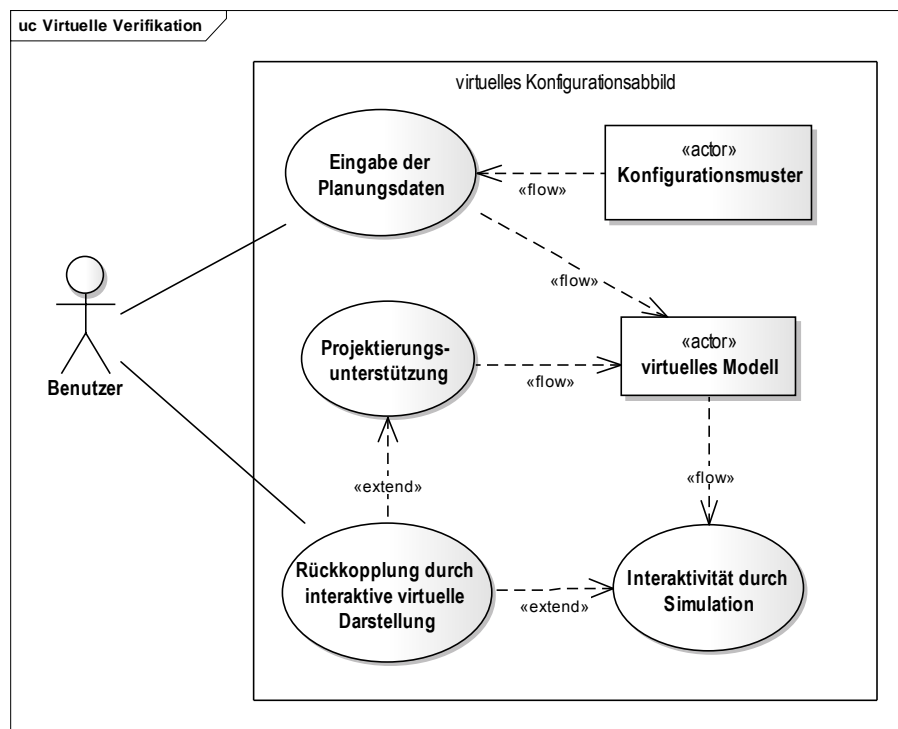 uc Virtuelle Verifikation
virtuelles Konfigurationsabbild
Eingabe der
Planungsdaten
«actor»
Konfigurationsmuster
«flow»
«flow»
Benutzer
Projektierungs-
unterstützung
«flow»
«actor»
virtuelles Modell
«extend»
«flow»
Rückkopplung durch
interaktive virtuelle
Darstellung
«extend»
Interaktivität durch
Simulation